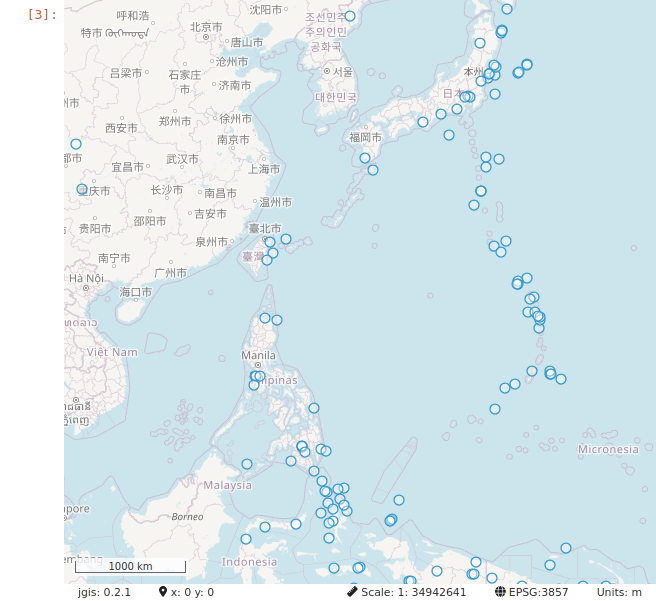 [3]:
沈阳市
呼和浩
조선민주
주의인민
공화국
特市
北京市
唐山市
沧州市
吕梁市
石家庄
市
济南市
서울
本州
日本
대한민국
徐州市
郑州市
西安市
南京市
福岡市
宜昌市
武汉市
上海市
都市
重庆市
长沙市
南昌市
温州市
邵阳市
吉安市
贵阳市
臺北市
泉州市
臺灣
南宁市
广州市
Hà Nội
海口市
Việt Nam
Manila
Micronesia
Malaysia
Borneo
Indonesia
1000 km
jgis: 0.2.1
x: 0 y: 0
Scale: 1: 34942641
EPSG:3857
Units: m